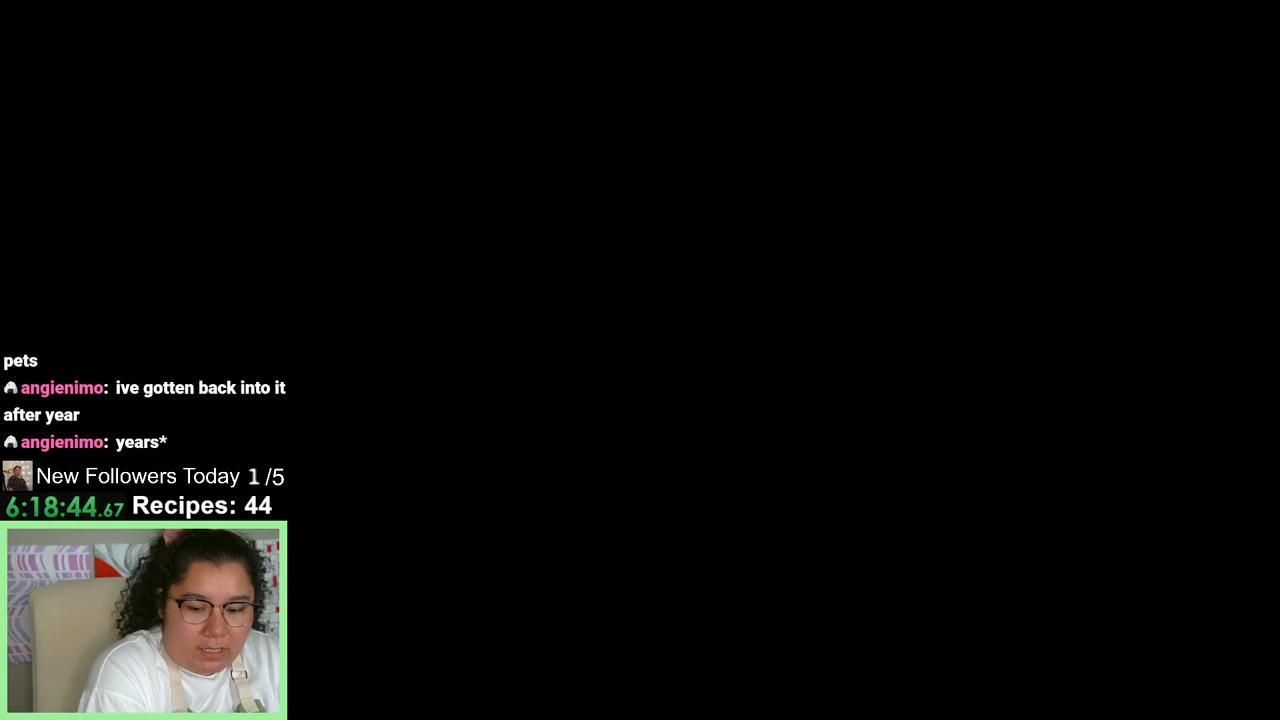 pets
angienimo: ive gotten back into it
after year
angienimo: years*
New Followers Today 1 /5
6:18:44.67 Recipes: 44